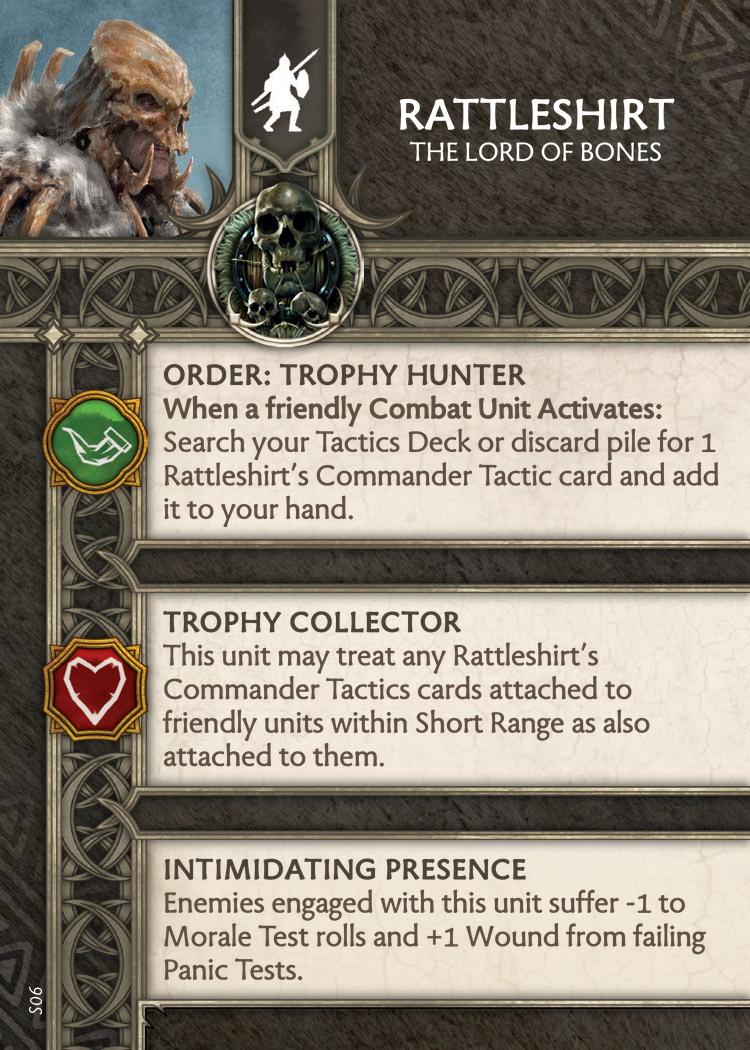 RATTLESHIRT
THE LORD OF BONES
ORDER: TROPHY HUNTER
When a friendly Combat Unit Activates:
Search your Tactics Deck or discard pile for 1
Rattleshirt's Commander Tactic card and add
it to your hand.
TROPHY COLLECTOR
This unit may treat any Rattleshirt's
Commander Tactics cards attached to
friendly units within Short Range as also
attached to them.
INTIMIDATING PRESENCE
Enemies engaged with this unit suffer -1 to
Morale Test rolls and +1 Wound from failing
Panic Tests.
S06